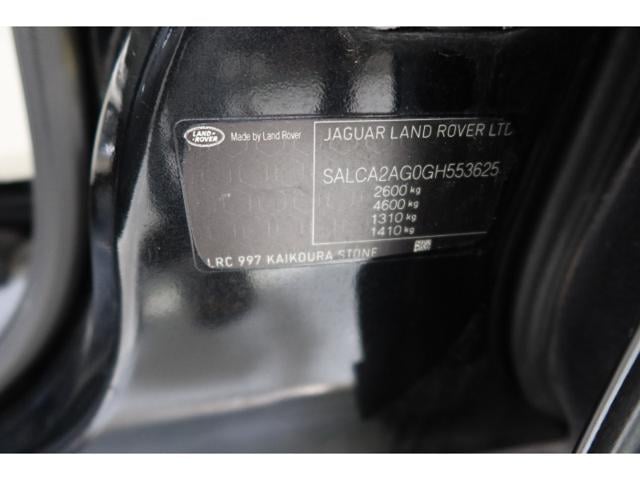 LAND-
ROVER
Made by Land Rover
JAGUAR LAND ROVER LTD
SALCA2AG0GH553625
2600 kg
4600 kg
1310 kg
1410 kg
LRC 997 KAIKOURA STONE